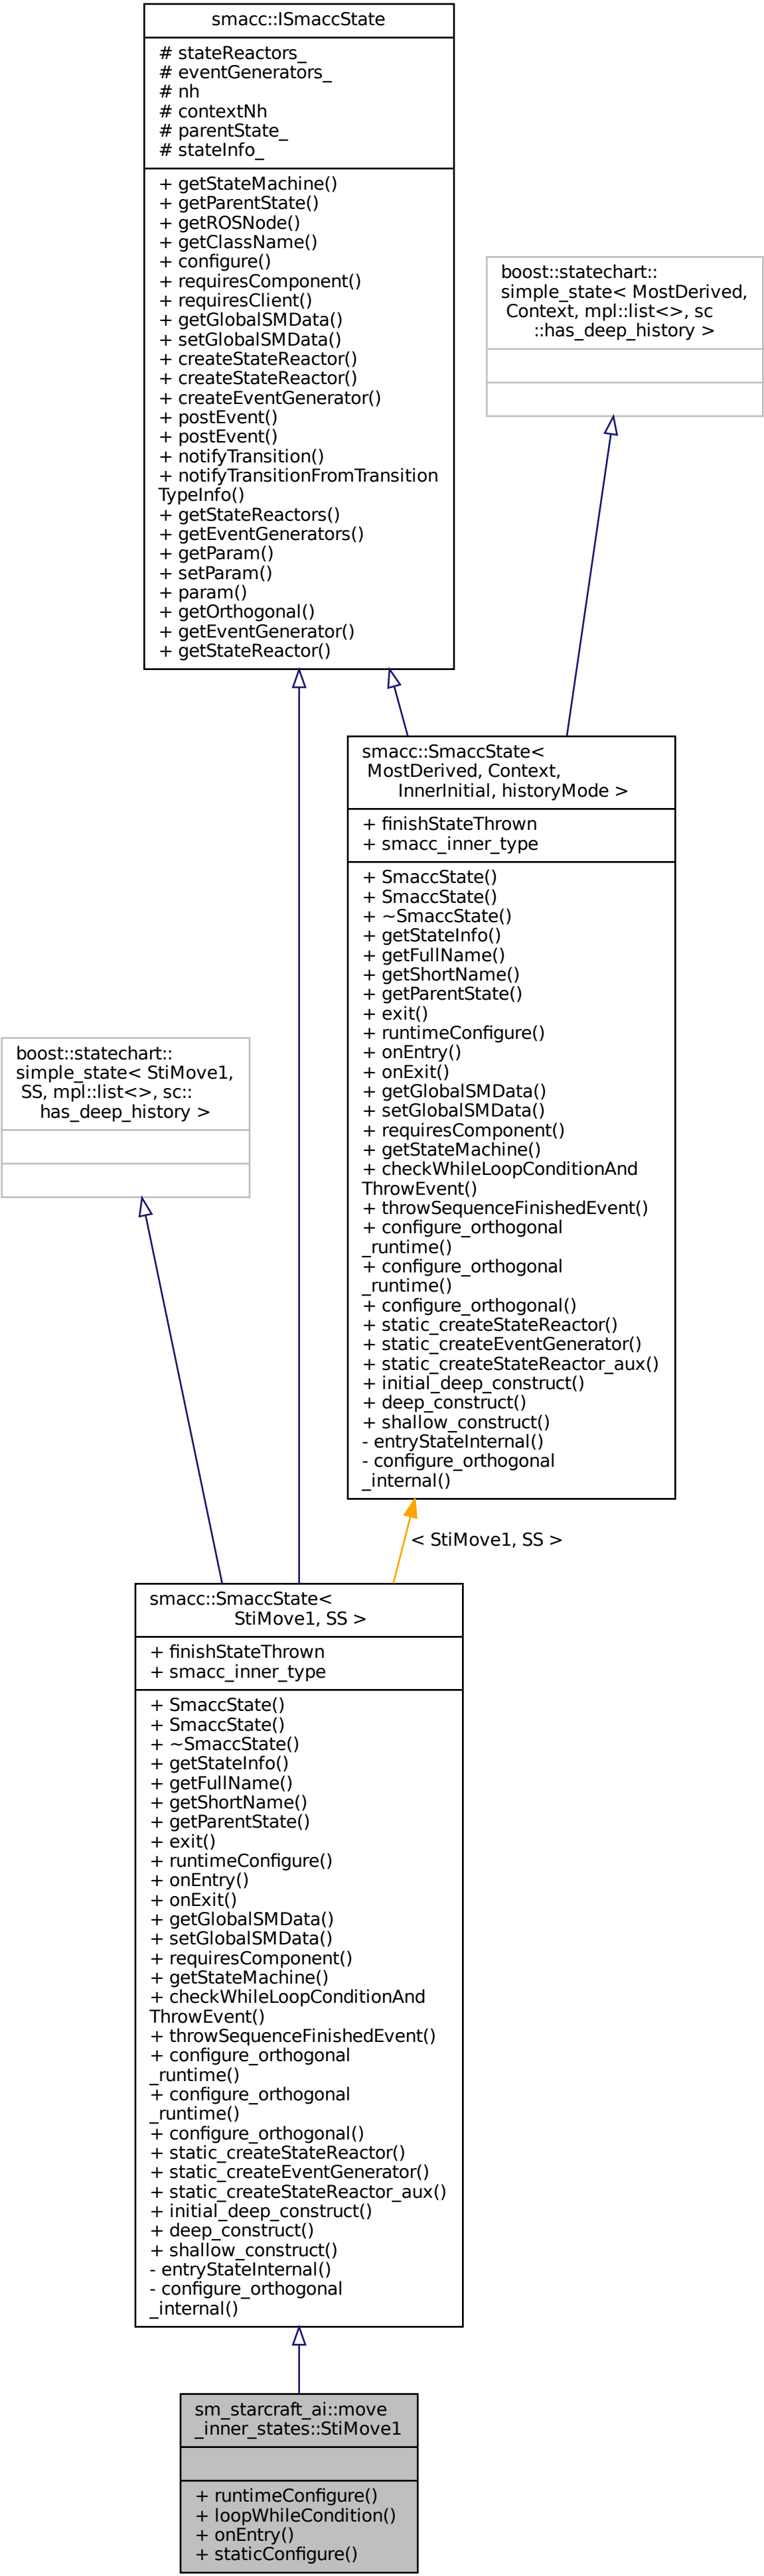 smacc::ISmaccState
# stateReactors_
# eventGenerators_
# nh
# contextNh
# parentState_
# stateInfo_
+ getStateMachine()
+ getParentState()
+ getROSNode()
+ getClassName()
+ configure()
+ requiresComponent()
+ requiresClient()
+ getGlobalSMData()
+ setGlobalSMData()
+ createStateReactor()
+ createStateReactor()
+ createEventGenerator()
+ postEvent()
+ postEvent()
+ notifyTransition()
+ notifyTransitionFromTransition
TypeInfo()
+ getStateReactors()
+ getEventGenerators()
+ getParam()
+ setParam()
+ param()
+ getOrthogonal()
+ getEventGenerator()
+ getStateReactor()
boost::statechart::
simple_state< MostDerived,
Context, mpl::list<>, sc
::has_deep_history >
smacc::SmaccState<
MostDerived, Context,
InnerInitial, historyMode >
+ finishStateThrown
+ smacc_inner_type
+ SmaccState()
+ SmaccState()
+ ~SmaccState()
+ getStateInfo()
+ getFullName()
+ getShortName()
+ getParentState()
+ exit()
+ runtimeConfigure()
+ onEntry()
+ onExit()
+ getGlobalSMData()
+ setGlobalSMData()
+ requiresComponent()
+ getStateMachine()
+ checkWhileLoopConditionAnd
ThrowEvent()
+ throwSequenceFinishedEvent()
+ configure_orthogonal
_runtime()
+ configure_orthogonal
_runtime()
+ configure_orthogonal()
+ static_createStateReactor()
+ static_createEventGenerator()
+ static_createStateReactor_aux()
+ initial_deep_construct()
+ deep_construct()
+ shallow_construct()
- entryStateInternal()
- configure_orthogonal
_internal()
boost::statechart::
simple_state< StiMove1,
SS, mpl::list<>, sc::
has_deep_history >
< StiMove1, SS >
smacc::SmaccState<
StiMove1, SS >
+ finishStateThrown
+ smacc_inner_type
+ SmaccState()
+ SmaccState()
+ ~SmaccState()
+ getStateInfo()
+ getFullName()
+ getShortName()
+ getParentState()
+ exit()
+ runtimeConfigure()
+ onEntry()
+ onExit()
+ getGlobalSMData()
+ setGlobalSMData()
+ requiresComponent()
+ getStateMachine()
+ checkWhileLoopConditionAnd
ThrowEvent()
+ throwSequenceFinishedEvent()
+ configure_orthogonal
_runtime()
+ configure_orthogonal
_runtime()
+ configure_orthogonal()
+ static_createStateReactor()
+ static_createEventGenerator()
+ static_createStateReactor_aux()
+ initial_deep_construct()
+ deep_construct()
+ shallow_construct()
- entryStateInternal()
- configure_orthogonal
_internal()
sm_starcraft_ai::move
_inner_states::StiMove1
+ runtimeConfigure()
+ loopWhileCondition()
+ onEntry()
+ staticConfigure()